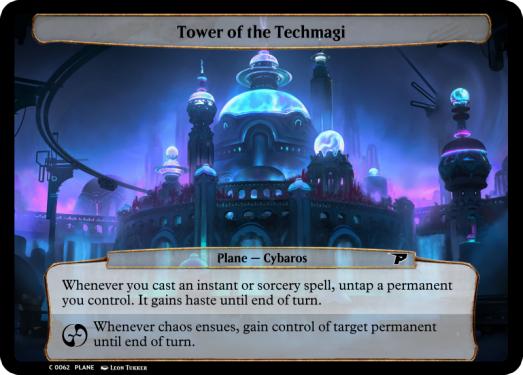 Tower of the Techmagi
Plane — Cybaros
Whenever you cast an instant or sorcery spell, untap a permanent
you control. It gains haste until end of turn.
Whenever chaos ensues, gain control of target permanent
until end of turn.
C 0062 PLANE Leon Tukker